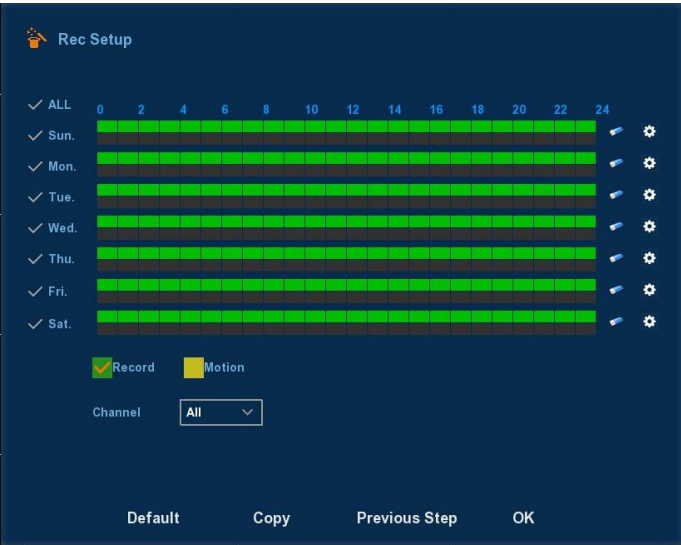 Rec Setup
ALL
0 2 4 6 8 10 12 14 16 18 20 22 24
Sun.
Mon.
Tue.
Wed.
Thu.
Fri.
Sat.
Record Motion
Channel All
Default Copy Previous Step OK